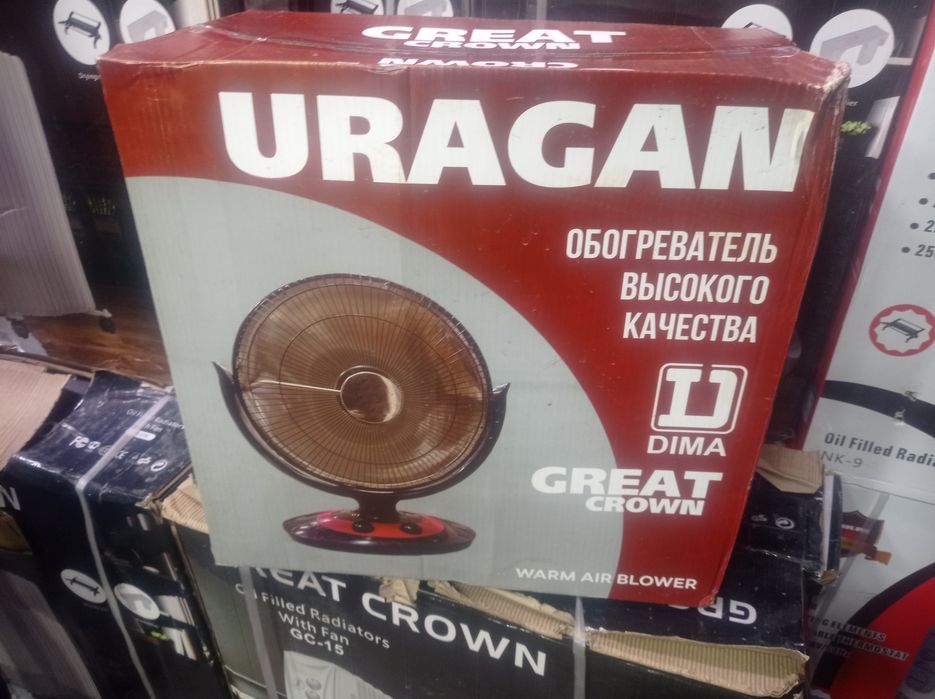 GREAT
CROWN
CROWN
URAGAN
ОБОГРЕВАТЕЛЬ
ВЫСОКОГО
КАЧЕСТВА
DIMA
GREAT
CROWN
WARM AIR BLOWER
GREAT CROWN
Oil Filled Radiators
With Fan
GC-15
Oil Filled
NK-9